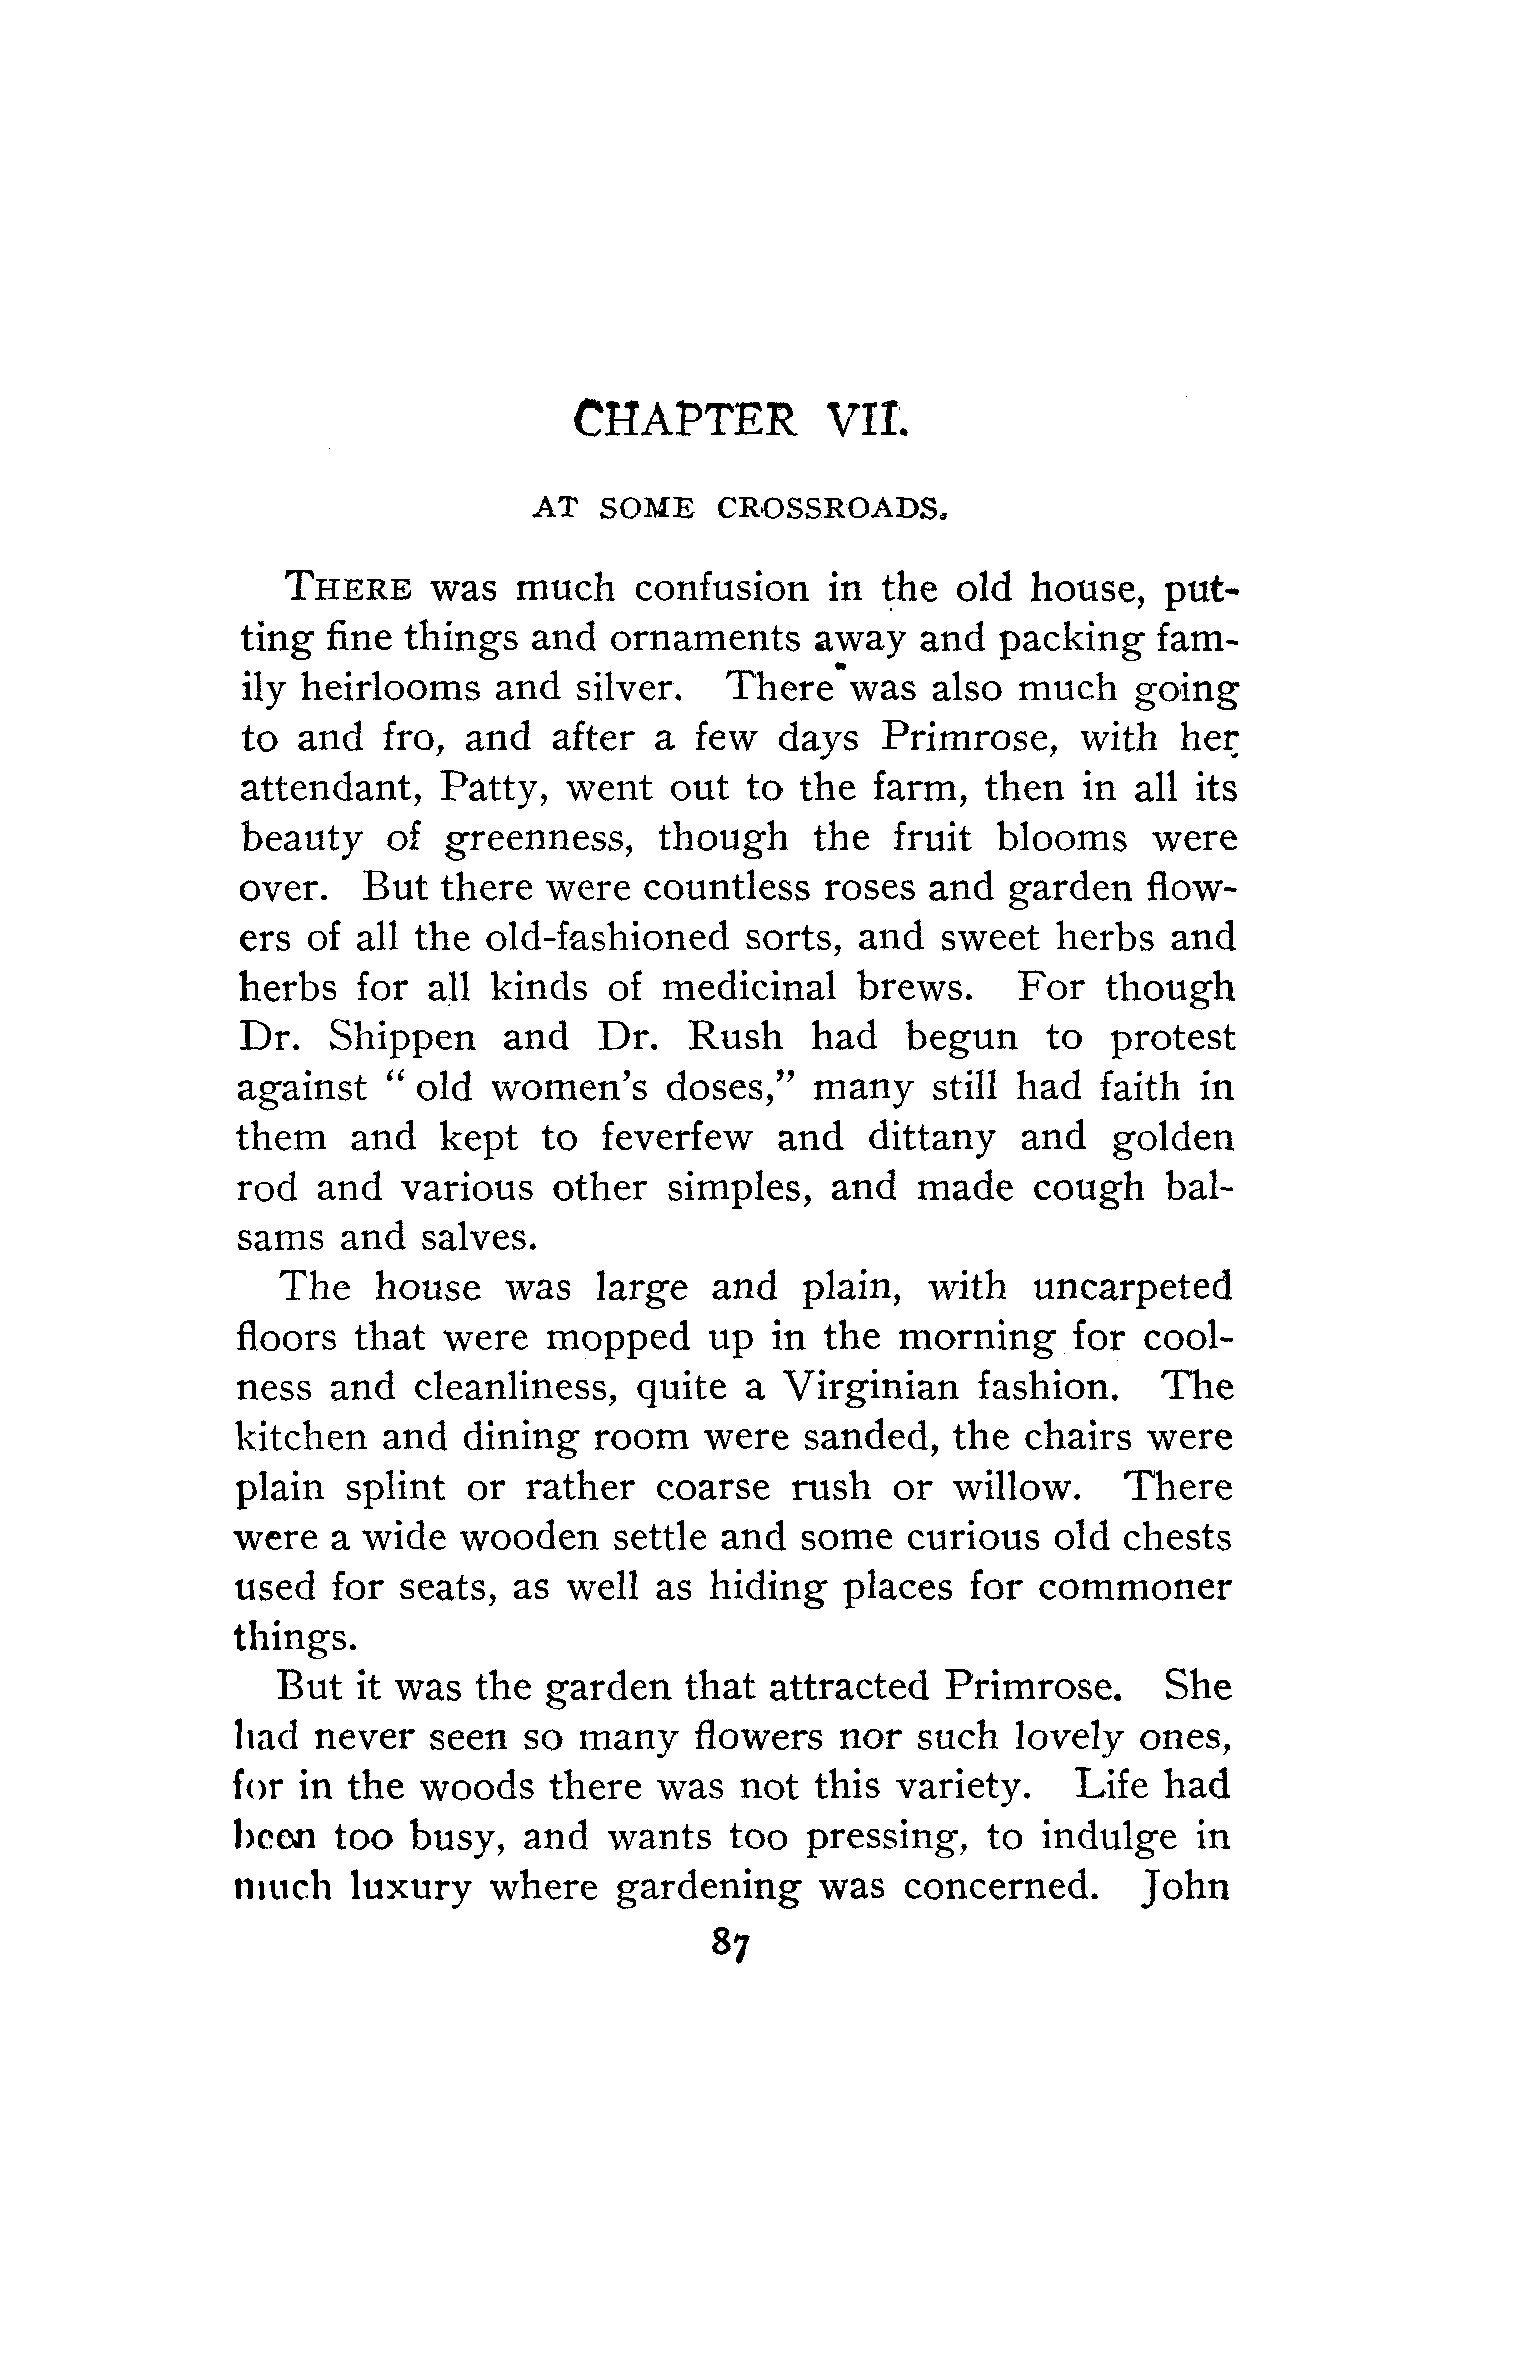 CHAPTER VII.
AT SOME CROSSROADS.
THERE was much confusion in the old house, put-
ting fine things and ornaments away and packing fam-
ily heirlooms and silver. There was also much going
to and fro, and after a few days Primrose, with her
attendant, Patty, went out to the farm, then in all its
beauty of greenness, though the fruit blooms were
over. But there were countless roses and garden flow-
ers of all the old-fashioned sorts, and sweet herbs and
herbs for all kinds of medicinal brews. For though
Dr. Shippen and Dr. Rush had begun to protest
against “ old women’s doses,” many still had faith in
them and kept to feverfew and dittany and golden
rod and various other simples, and made cough bal-
sams and salves.
The house was large and plain, with uncarpeted
floors that were mopped up in the morning for cool-
ness and cleanliness, quite a Virginian fashion. The
kitchen and dining room were sanded, the chairs were
plain splint or rather coarse rush or willow. There
were a wide wooden settle and some curious old chests
used for seats, as well as hiding places for commoner
things.
But it was the garden that attracted Primrose. She
had never seen so many flowers nor such lovely ones,
for in the woods there was not this variety. Life had
been too busy, and wants too pressing, to indulge in
much luxury where gardening was concerned. John
87